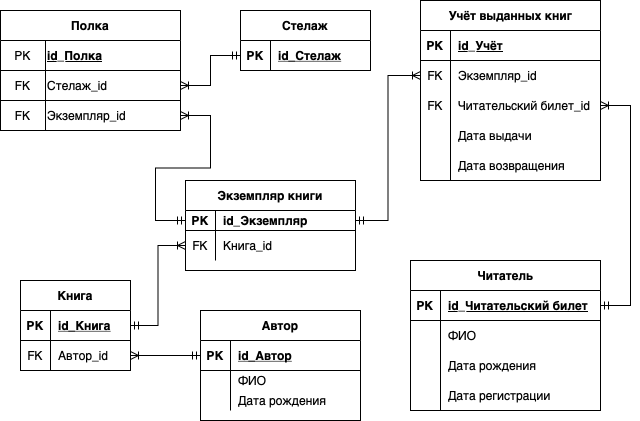 Полка
PK id_Полка
FK Стелаж_id
FK Экземпляр_id
Стелаж
PK id_Стелаж
Учёт выданных книг
PK id_Учёт
FK Экземпляр_id
FK Читательский билет_id
Дата выдачи
Дата возвращения
Экземпляр книги
PK id_Экземпляр
FK Книга_id
Книга
PK id_Книга
FK Автор_id
Автор
PK id_Автор
ФИО
Дата рождения
Читатель
PK id_Читательский билет
ФИО
Дата рождения
Дата регистрации